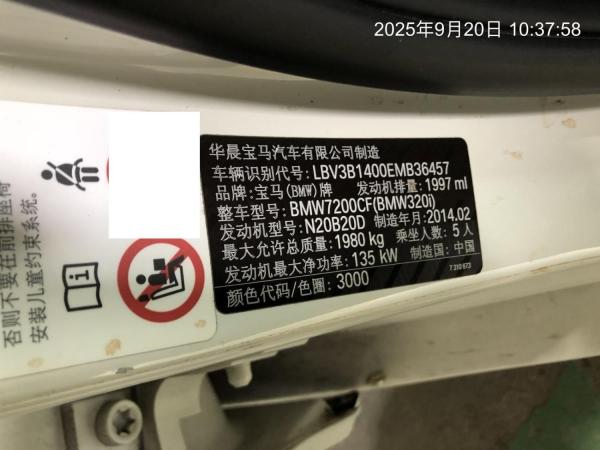 2025年9月20日 10:37:58
华晨宝马汽车有限公司制造
车辆识别代号: LBV3B1400EMB36457
品牌: 宝马(BMW)牌 发动机排量: 1997 ml
整车型号: BMW7200CF(BMW320i)
发动机型号: N20B20D 制造年月: 2014.02
最大允许总质量: 1980 kg 乘坐人数: 5 人
发动机最大净功率: 135 kW 制造国: 中国
颜色代码/色圈: 3000
7 310 673
否则不要在前排座椅
安装儿童约束系统。